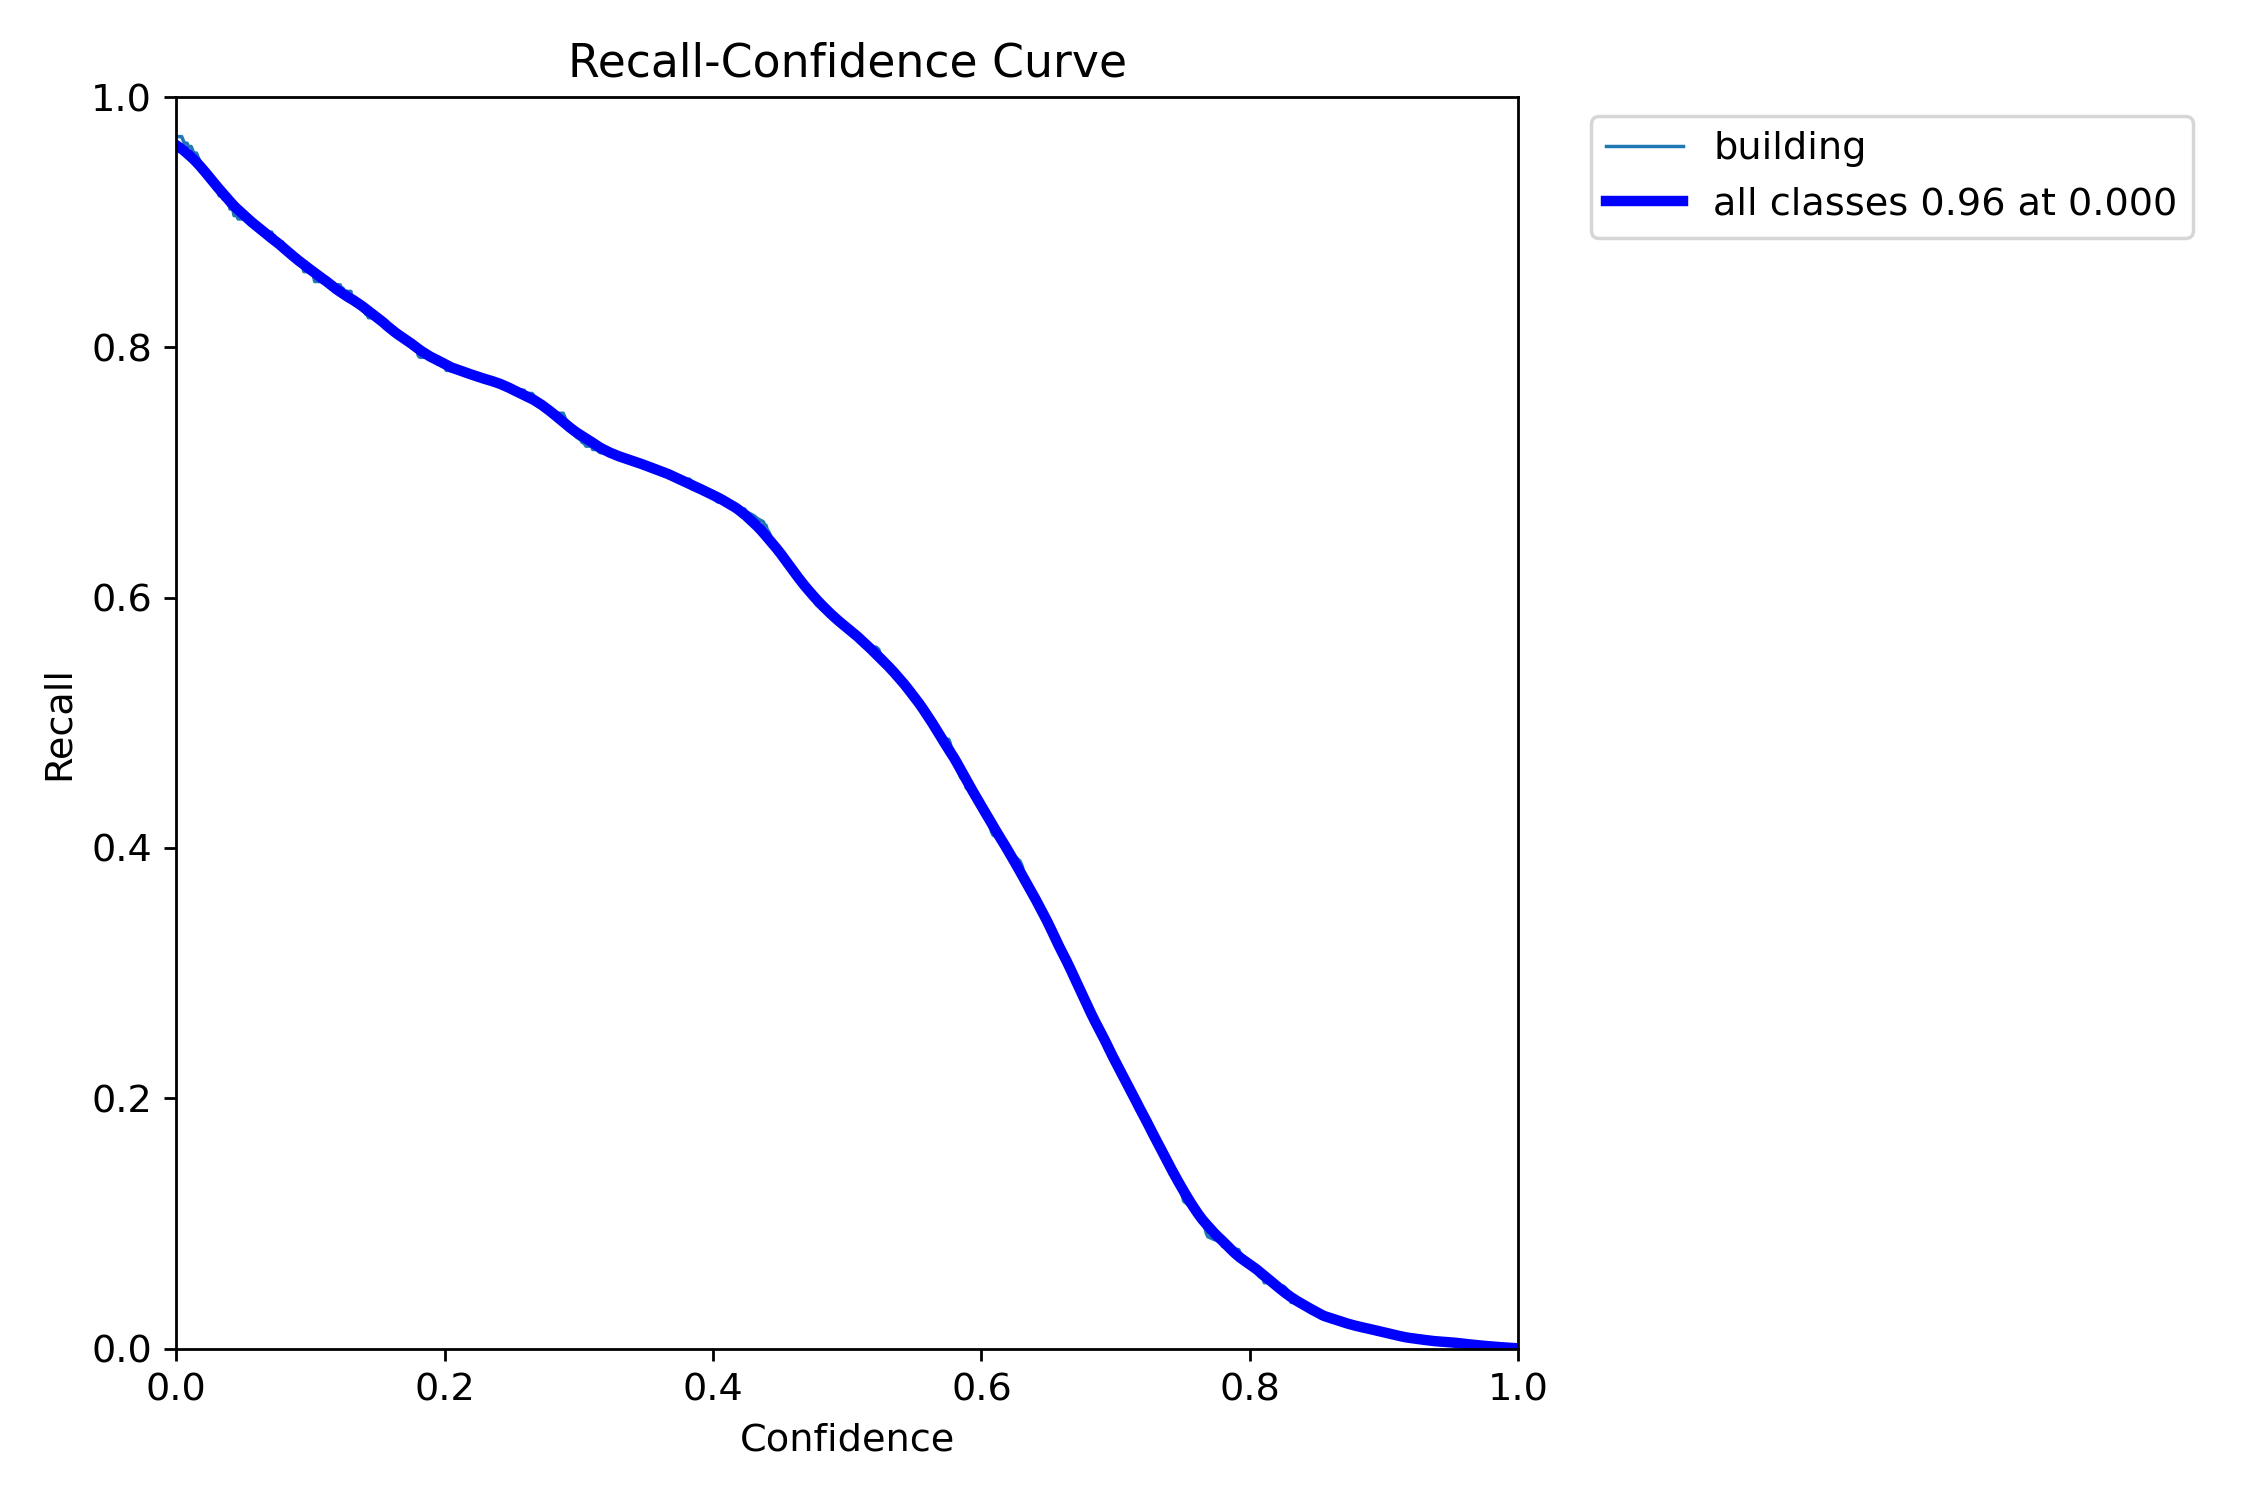 Recall-Confidence Curve
1.0
0.8
0.6
0.4
0.2
0.0
Recall
0.0 0.2 0.4 0.6 0.8 1.0
Confidence
building
all classes 0.96 at 0.000